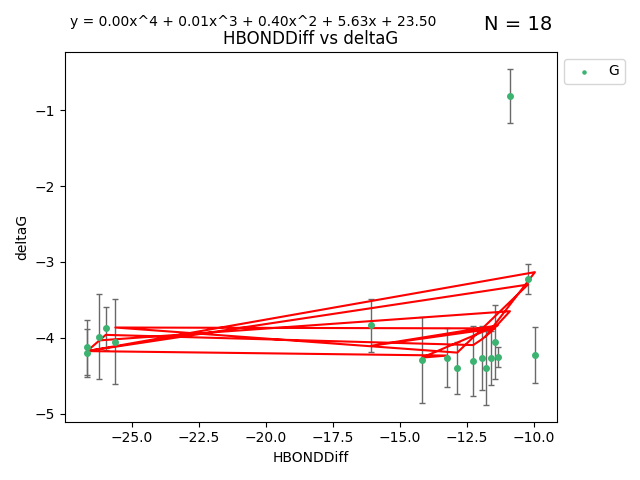 y = 0.00x^4 + 0.01x^3 + 0.40x^2 + 5.63x + 23.50
N = 18
HBONDDiff vs deltaG
G
deltaG
−1
−2
−3
−4
−5
−25.0
−22.5
−20.0
−17.5
−15.0
−12.5
−10.0
HBONDDiff